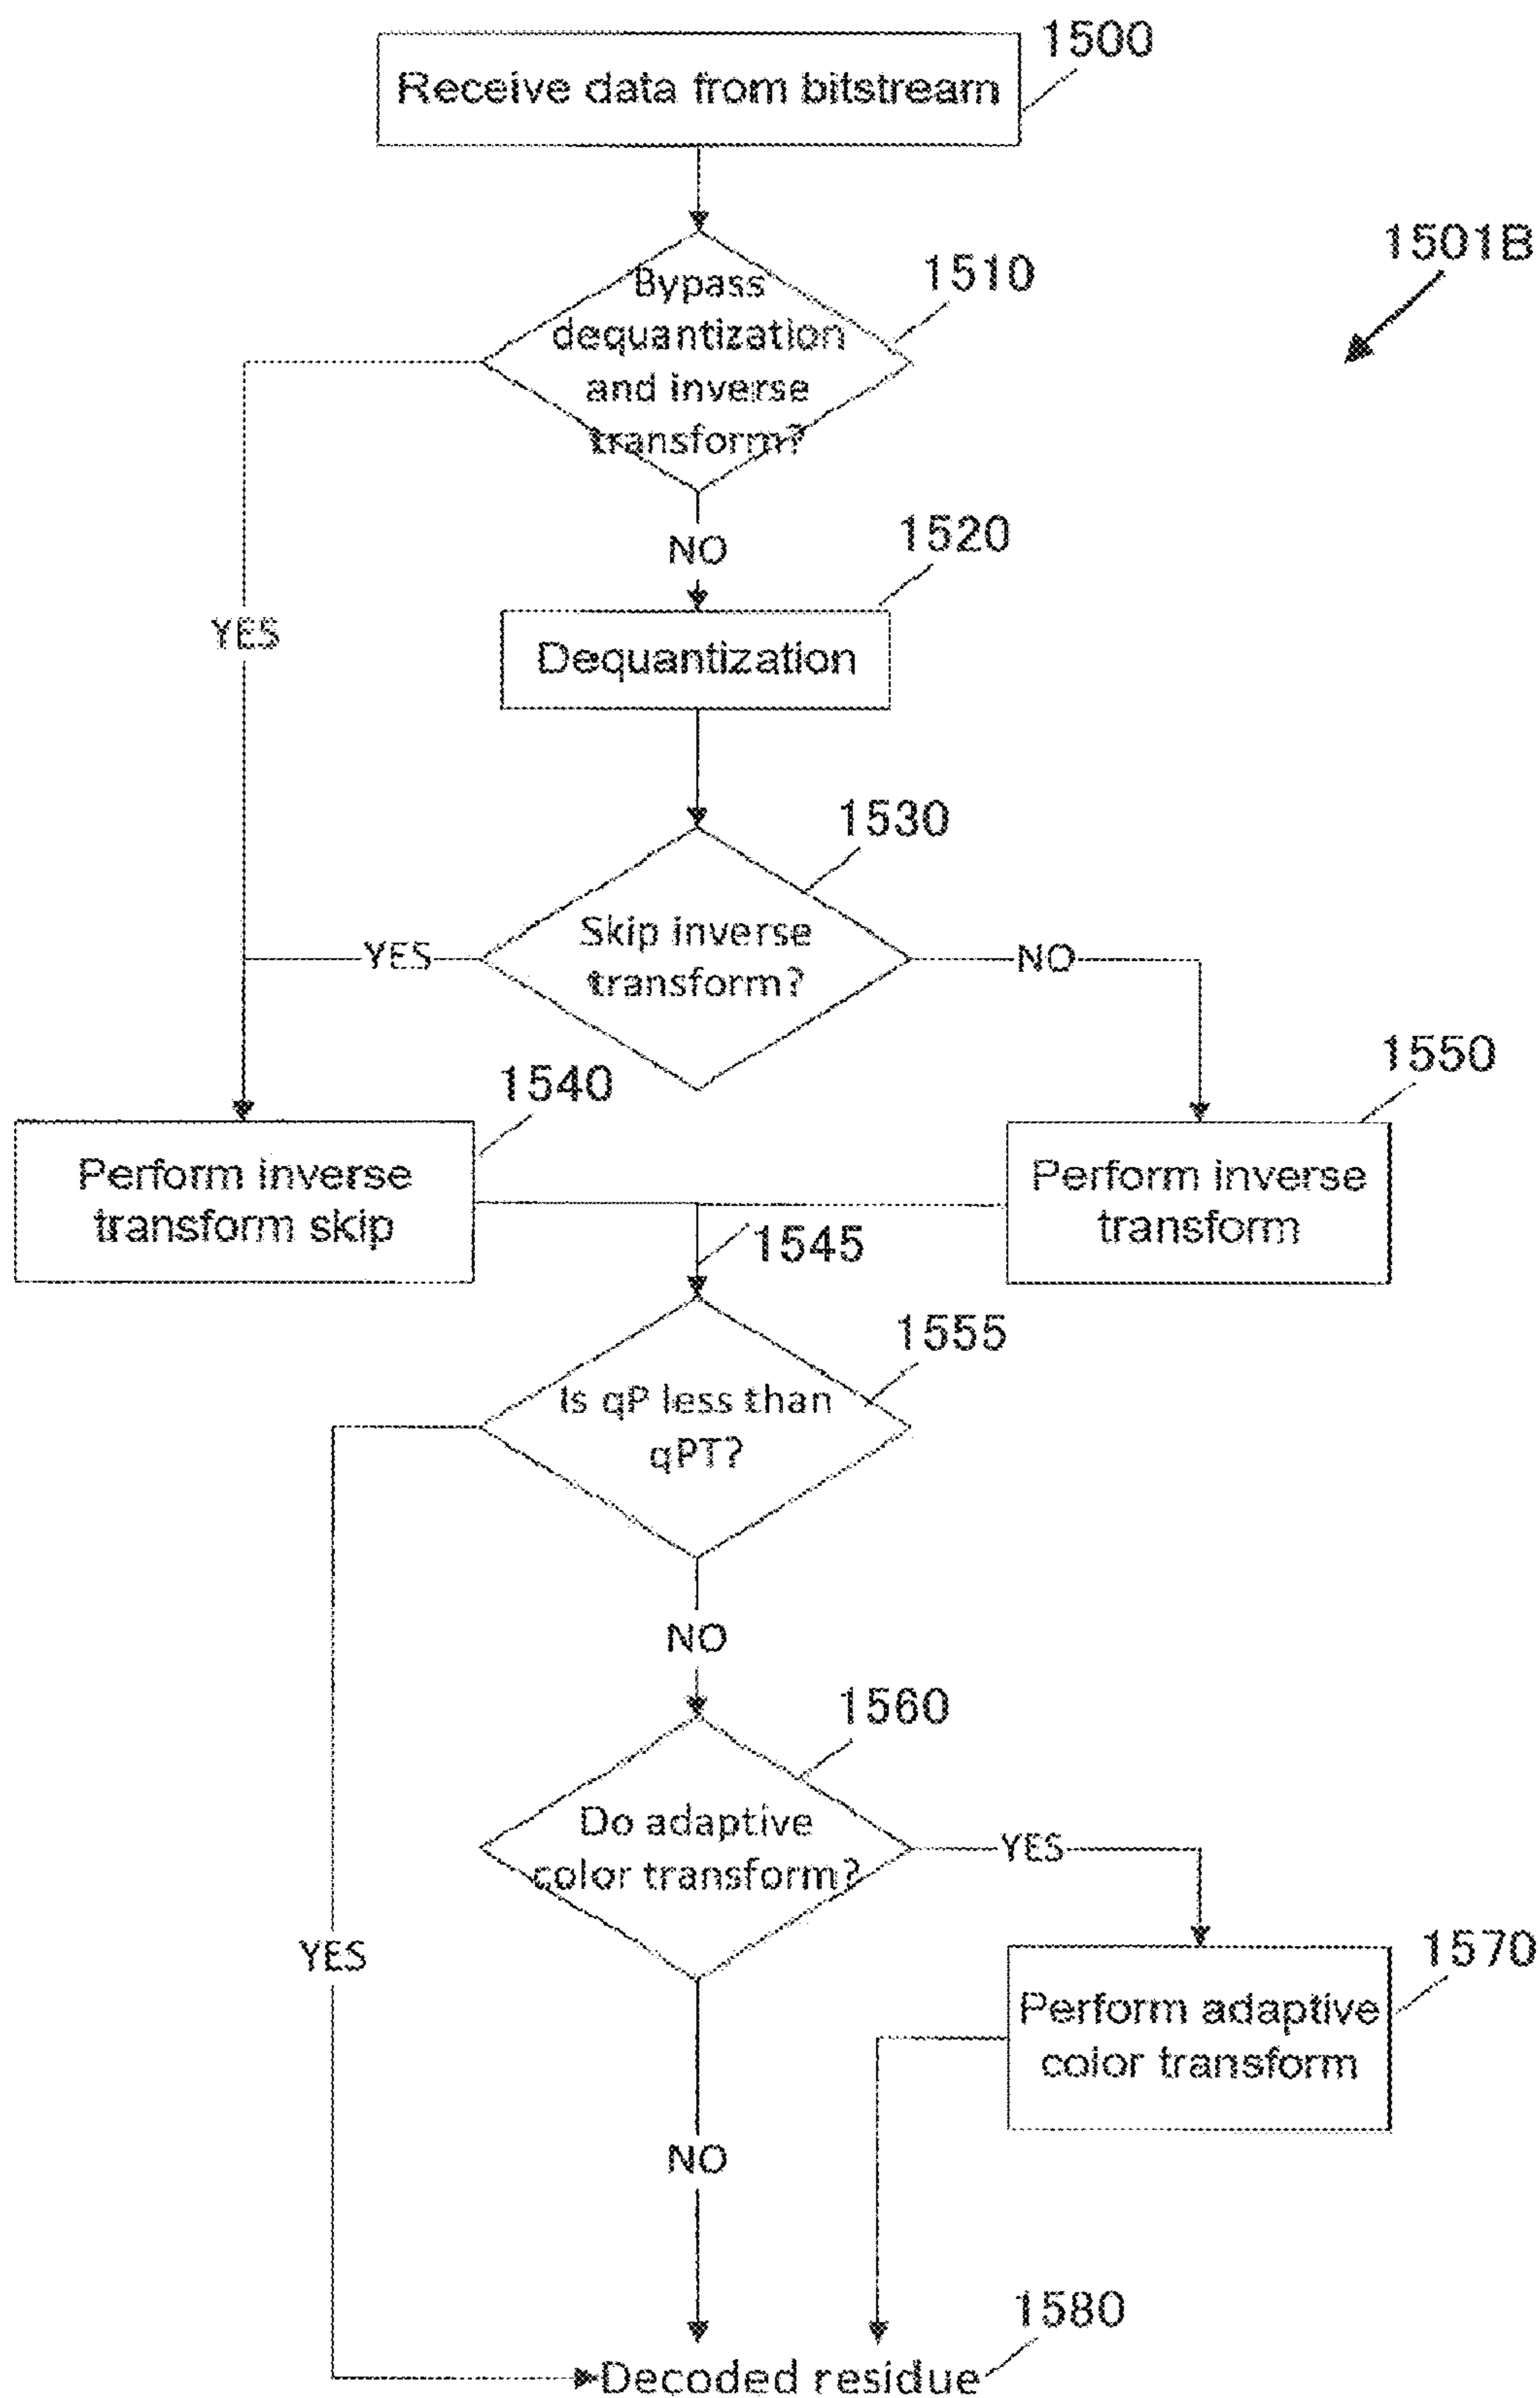 1500
Receive data from bitstream
1501B
1510
Bypass
dequantization
and inverse
transform?
NO
1520
YES
Dequantization
1530
Skip inverse
transform?
YES
NO
1540
1550
Perform inverse
transform skip
Perform inverse
transform
1545
1555
Is qP less than
qPT?
NO
1560
Do adaptive
color transform?
YES
YES
1570
Perform adaptive
color transform
NO
1580
Decoded residue